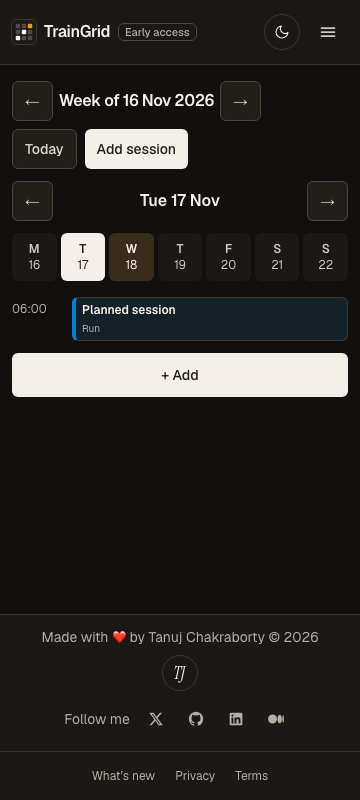 TrainGrid Early access
← Week of 16 Nov 2026 →
Today Add session
← Tue 17 Nov →
M T W T F S S
16 17 18 19 20 21 22
06:00 Planned session
Run
+ Add
Made with ❤️ by Tanuj Chakraborty © 2026
TJ
Follow me
What's new Privacy Terms